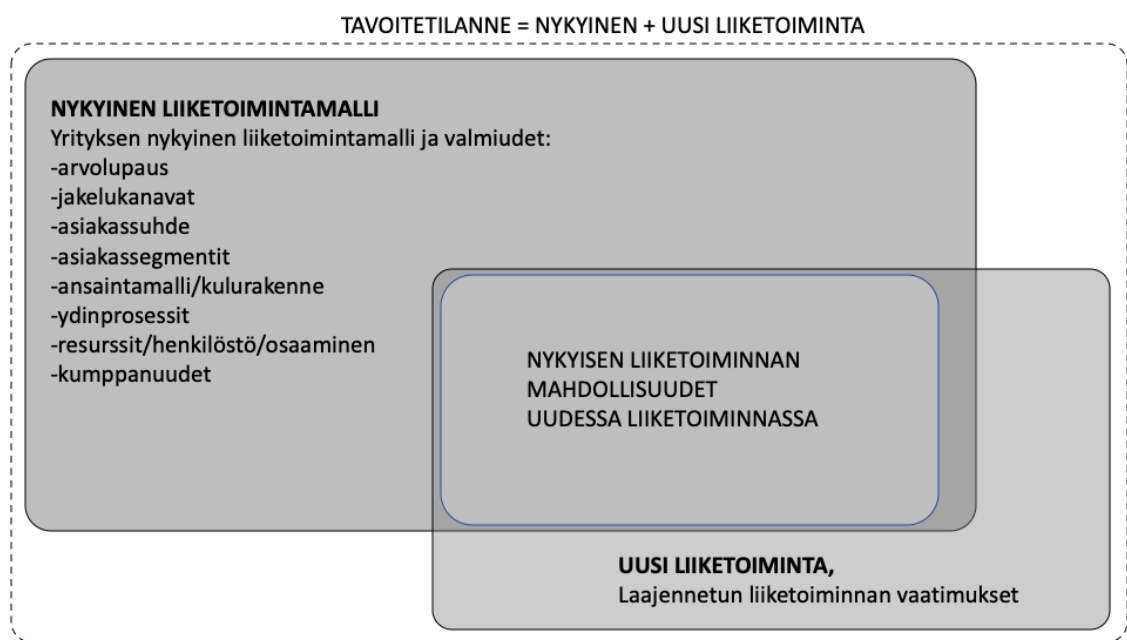 TAVOITETILANNE = NYKYINEN + UUSI LIIKETOIMINTA
NYKYINEN LIIKETOIMINTAMALLI
Yrityksen nykyinen liiketoimintamalli ja valmiudet:
-arvolupaus
-jakelukanavat
-asiakassuhde
-asiakassegmentit
-ansaintamalli/kulurakenne
-ydinprosessit
-resurssit/henkilöstö/osaaminen
-kumppanuudet
NYKYISEN LIIKETOIMINNAN
MAHDOLLISUUDET
UUDESSA LIIKETOIMINNASSA
UUSI LIIKETOIMINTA,
Laajennetun liiketoiminnan vaatimukset